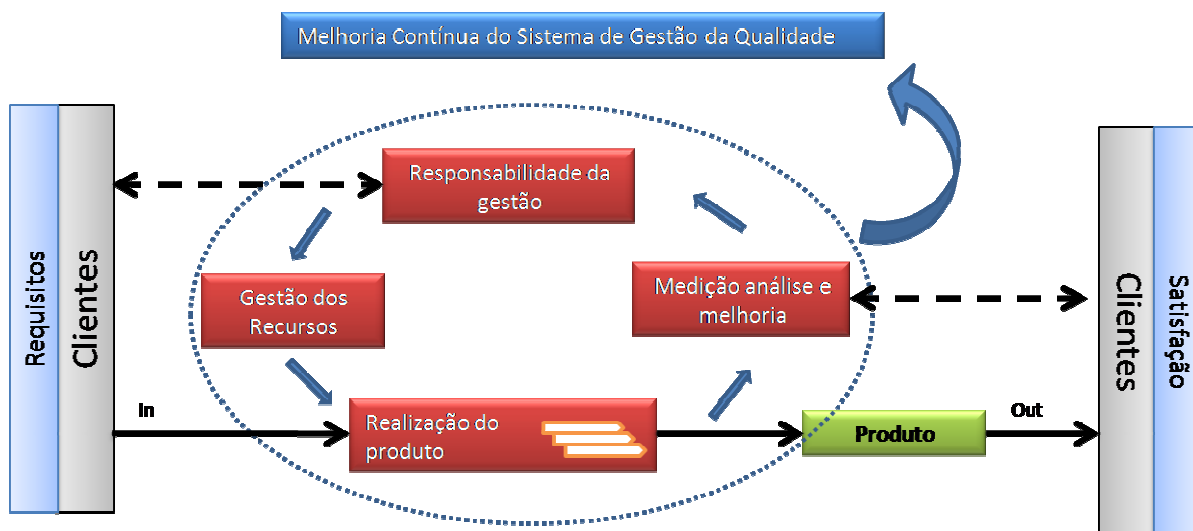 Melhoria Contínua do Sistema de Gestão da Qualidade
Requisitos
Clientes
Responsabilidade da
gestão
Gestão dos
Recursos
Medição análise e
melhoria
Clientes
Satisfação
In
Realização do
produto
Produto
Out